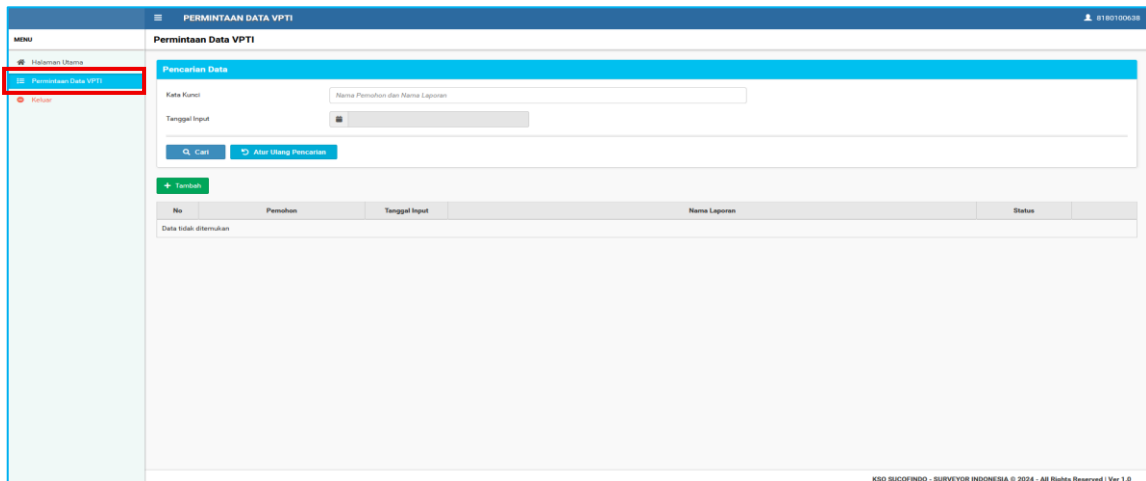 PERMINTAAN DATA VPTI
8180100638
MENU
Permintaan Data VPTI
Halaman Utama
Permintaan Data VPTI
Keluar
Pencarian Data
Kata Kunci
Nama Pemohon dan Nama Laporan
Tanggal Input
Cari
Atur Ulang Pencarian
+ Tambah
No Pemohon Tanggal Input Nama Laporan Status
Data tidak ditemukan
KSO SUCOFINDO - SURVEYOR INDONESIA © 2024 - All Rights Reserved | Ver 1.0